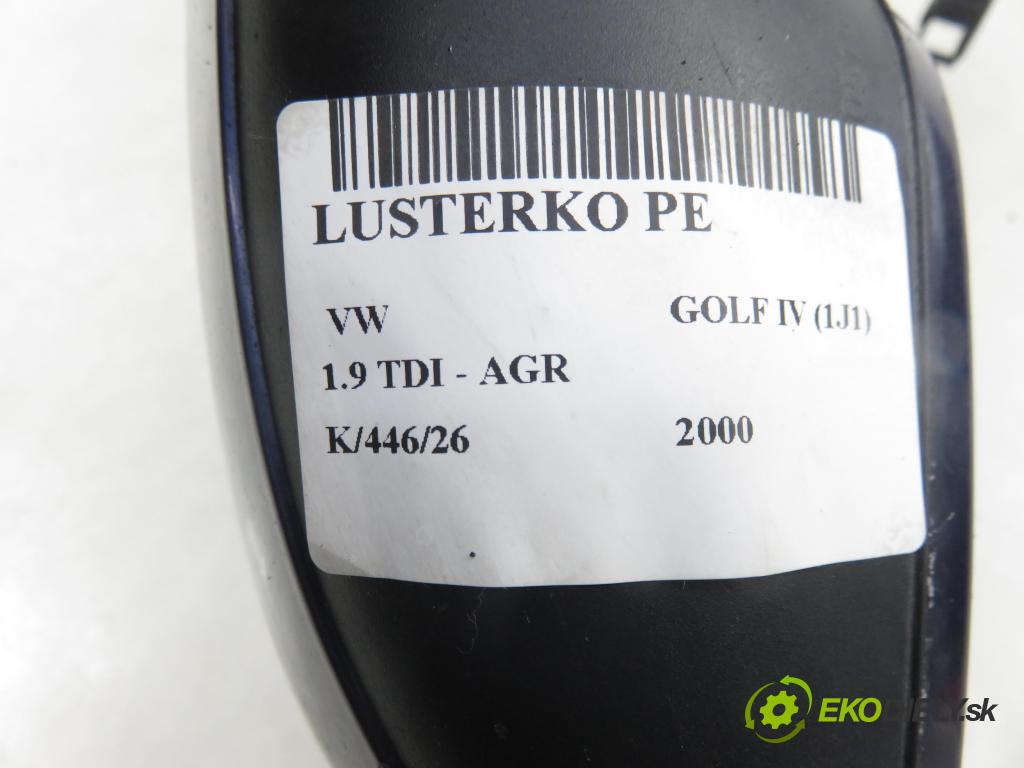 LUSTERKO PE
VW GOLF IV (1J1)
1.9 TDI - AGR
K/446/26 2000